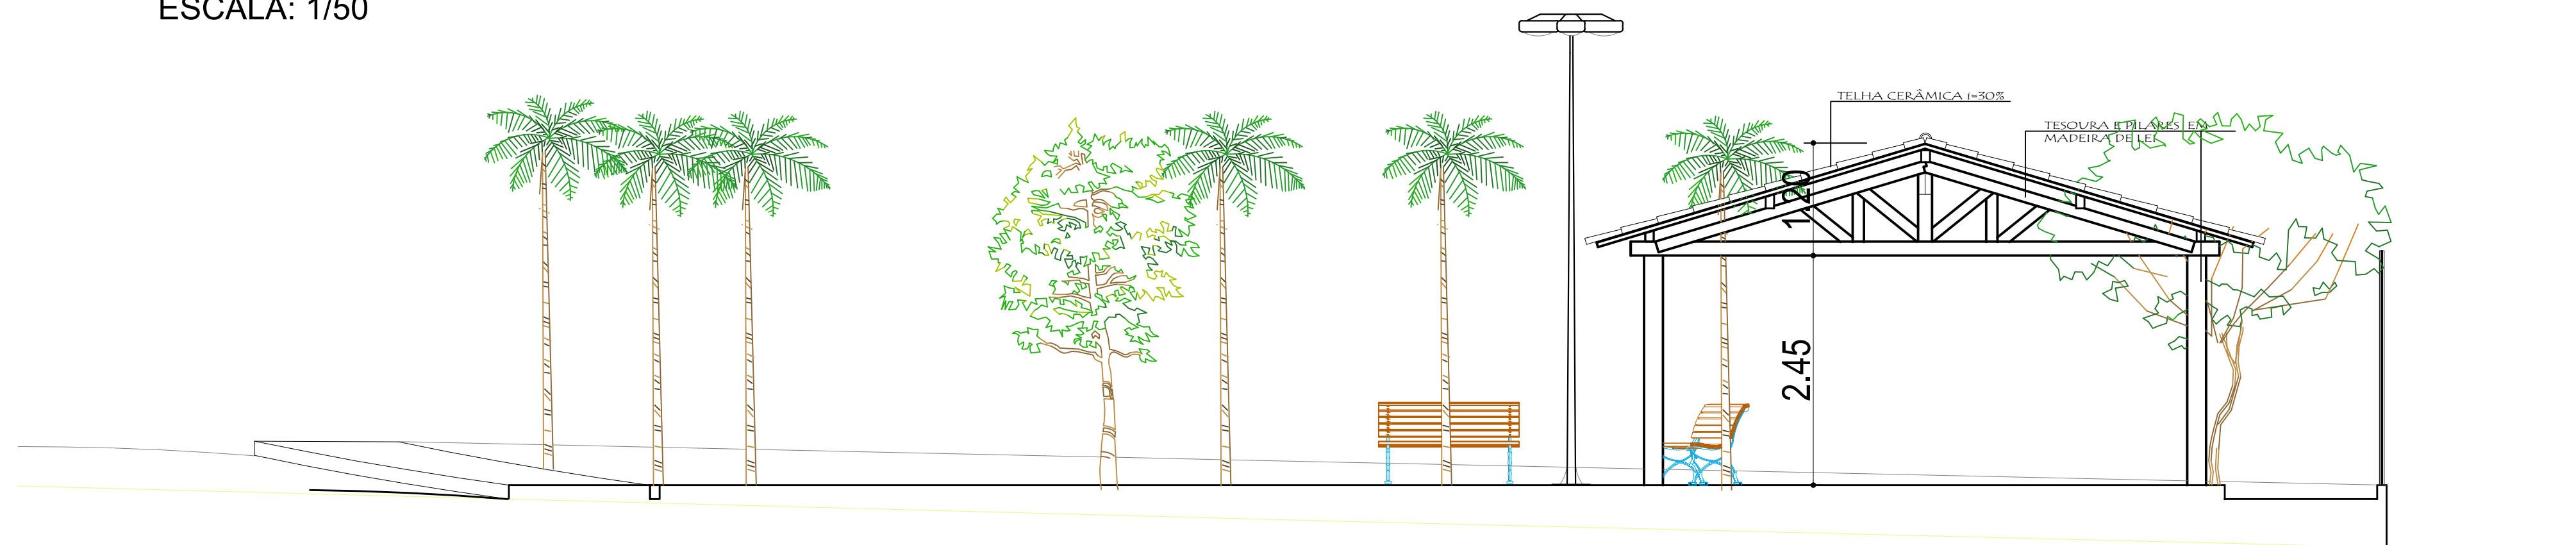 ESCALA: 1/50
TELHA CERÂMICA i=30%
TESOURA E PILARES EM
MADEIRA DE LEI
1.20
2.45